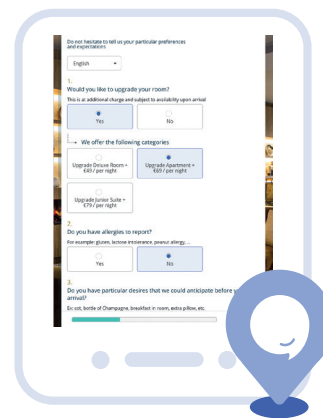 Do not hesitate to tell us your particular preferences
and expectations
English
1.
Would you like to upgrade your room?
This is at additional charge and subject to availability upon arrival
Yes
No
We offer the following categories
Upgrade Deluxe Room +
€49 / per night
Upgrade Apartment +
€69 / per night
Upgrade Junior Suite +
€79 / per night
2.
Do you have allergies to report?
For example: gluten, lactose intolerance, peanut allergy, ...
Yes
No
3.
Do you have particular desires that we could anticipate before
arrival?
Ex: cot, bottle of Champagne, breakfast in room, extra pillow, etc.